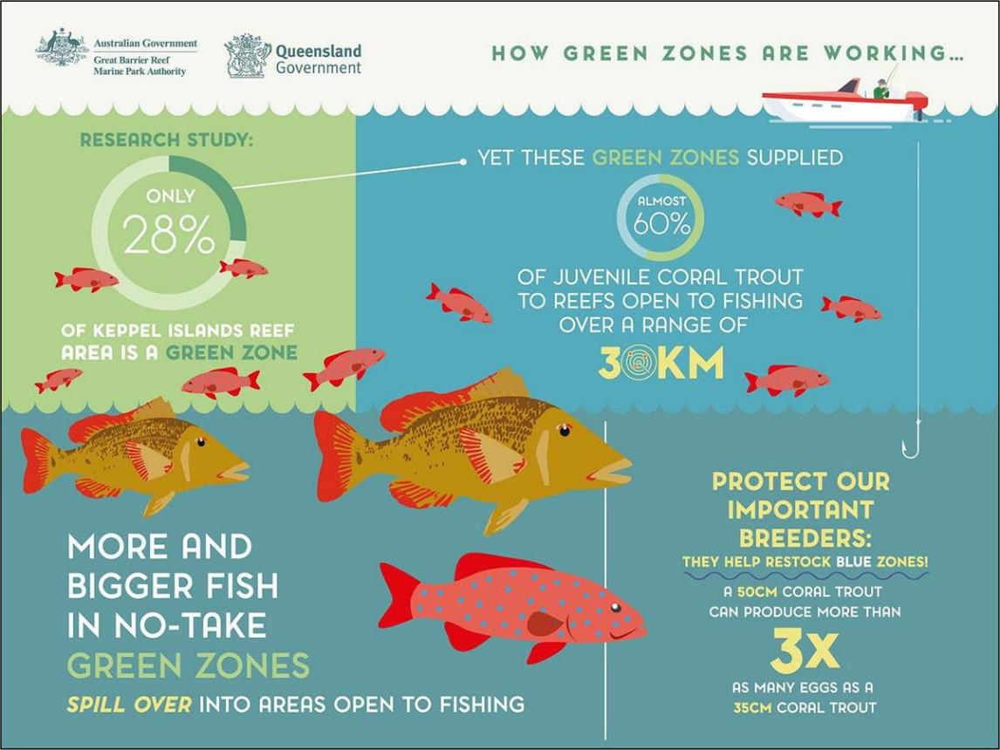 Australian Government
Great Barrier Reef
Marine Park Authority
Queensland
Government
HOW GREEN ZONES ARE WORKING...
RESEARCH STUDY:
ONLY
28%
OF KEPPEL ISLANDS REEF
AREA IS A GREEN ZONE
YET THESE GREEN ZONES SUPPLIED
ALMOST
60%
OF JUVENILE CORAL TROUT
TO REEFS OPEN TO FISHING
OVER A RANGE OF
30KM
MORE AND
BIGGER FISH
IN NO-TAKE
GREEN ZONES
SPILL OVER INTO AREAS OPEN TO FISHING
PROTECT OUR
IMPORTANT
BREEDERS:
THEY HELP RESTOCK BLUE ZONES!
A 50CM CORAL TROUT
CAN PRODUCE MORE THAN
3X
AS MANY EGGS AS A
35CM CORAL TROUT